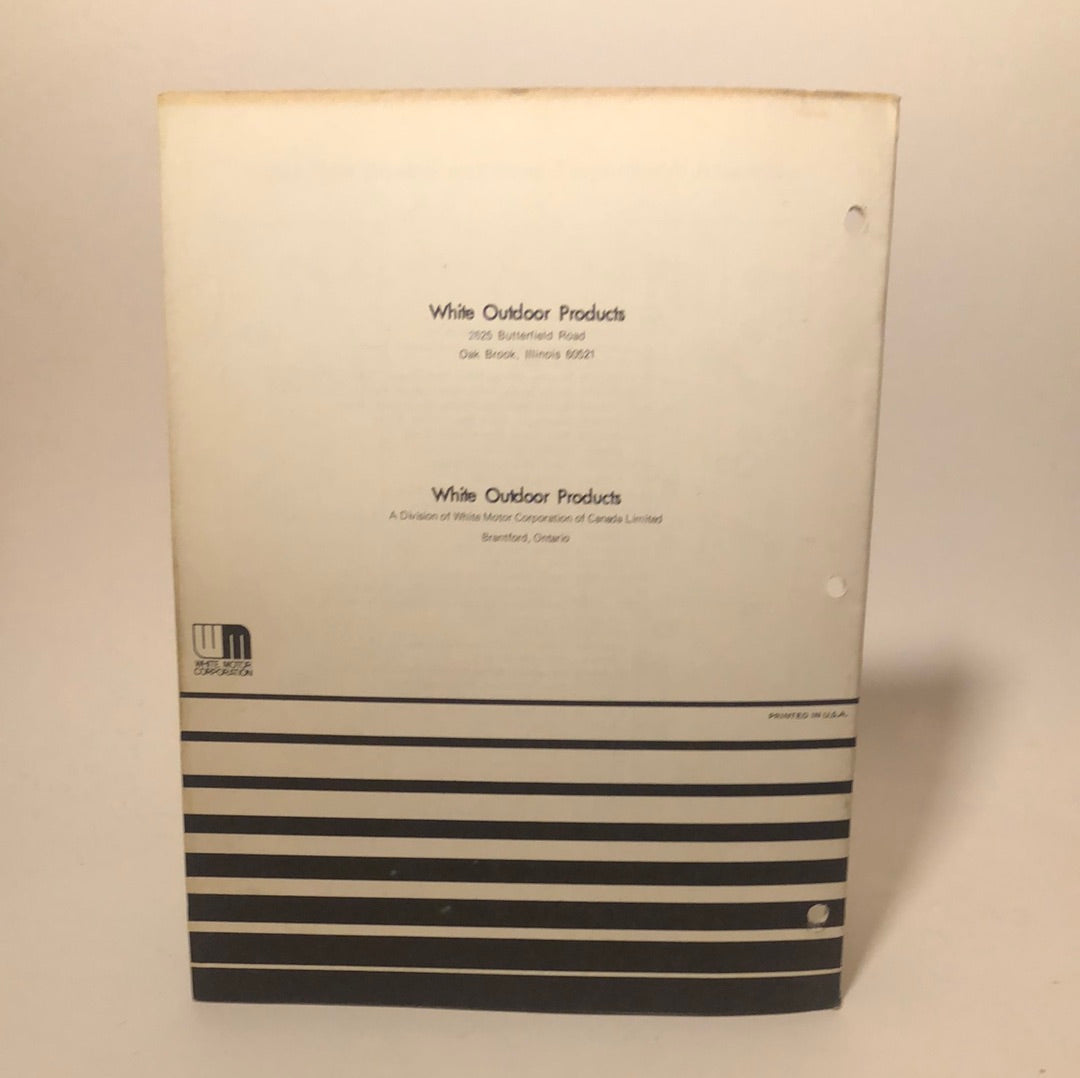 White Outdoor Products
2625 Butterfield Road
Oak Brook, Illinois 60521
White Outdoor Products
A Division of White Motor Corporation of Canada Limited
Brantford, Ontario
WM
WHITE MOTOR
CORPORATION
PRINTED IN U.S.A.